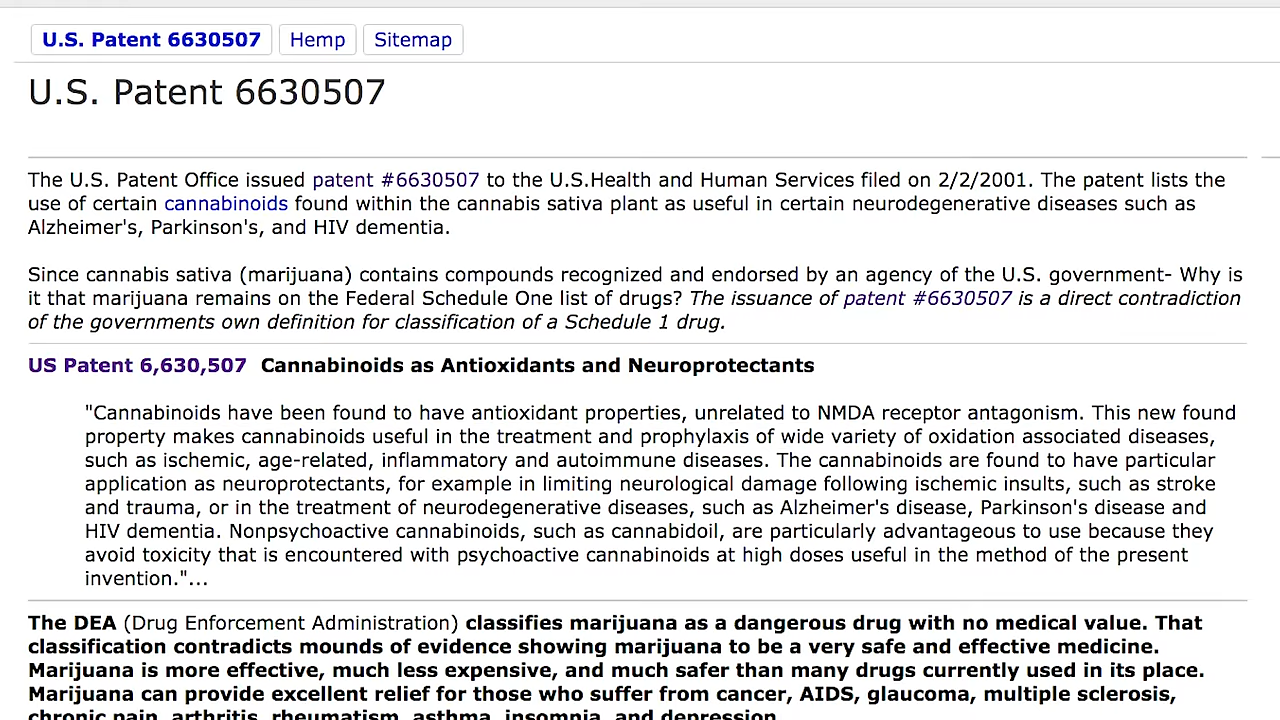 U.S. Patent 6630507 Hemp Sitemap
U.S. Patent 6630507
The U.S. Patent Office issued patent #6630507 to the U.S.Health and Human Services filed on 2/2/2001. The patent lists the
use of certain cannabinoids found within the cannabis sativa plant as useful in certain neurodegenerative diseases such as
Alzheimer's, Parkinson's, and HIV dementia.
Since cannabis sativa (marijuana) contains compounds recognized and endorsed by an agency of the U.S. government- Why is
it that marijuana remains on the Federal Schedule One list of drugs? The issuance of patent #6630507 is a direct contradiction
of the governments own definition for classification of a Schedule 1 drug.
US Patent 6,630,507 Cannabinoids as Antioxidants and Neuroprotectants
"Cannabinoids have been found to have antioxidant properties, unrelated to NMDA receptor antagonism. This new found
property makes cannabinoids useful in the treatment and prophylaxis of wide variety of oxidation associated diseases,
such as ischemic, age-related, inflammatory and autoimmune diseases. The cannabinoids are found to have particular
application as neuroprotectants, for example in limiting neurological damage following ischemic insults, such as stroke
and trauma, or in the treatment of neurodegenerative diseases, such as Alzheimer's disease, Parkinson's disease and
HIV dementia. Nonpsychoactive cannabinoids, such as cannabidoil, are particularly advantageous to use because they
avoid toxicity that is encountered with psychoactive cannabinoids at high doses useful in the method of the present
invention."...
The DEA (Drug Enforcement Administration) classifies marijuana as a dangerous drug with no medical value. That
classification contradicts mounds of evidence showing marijuana to be a very safe and effective medicine.
Marijuana is more effective, much less expensive, and much safer than many drugs currently used in its place.
Marijuana can provide excellent relief for those who suffer from cancer, AIDS, glaucoma, multiple sclerosis,
chronic pain, arthritis, rheumatism, asthma, insomnia, and depression.